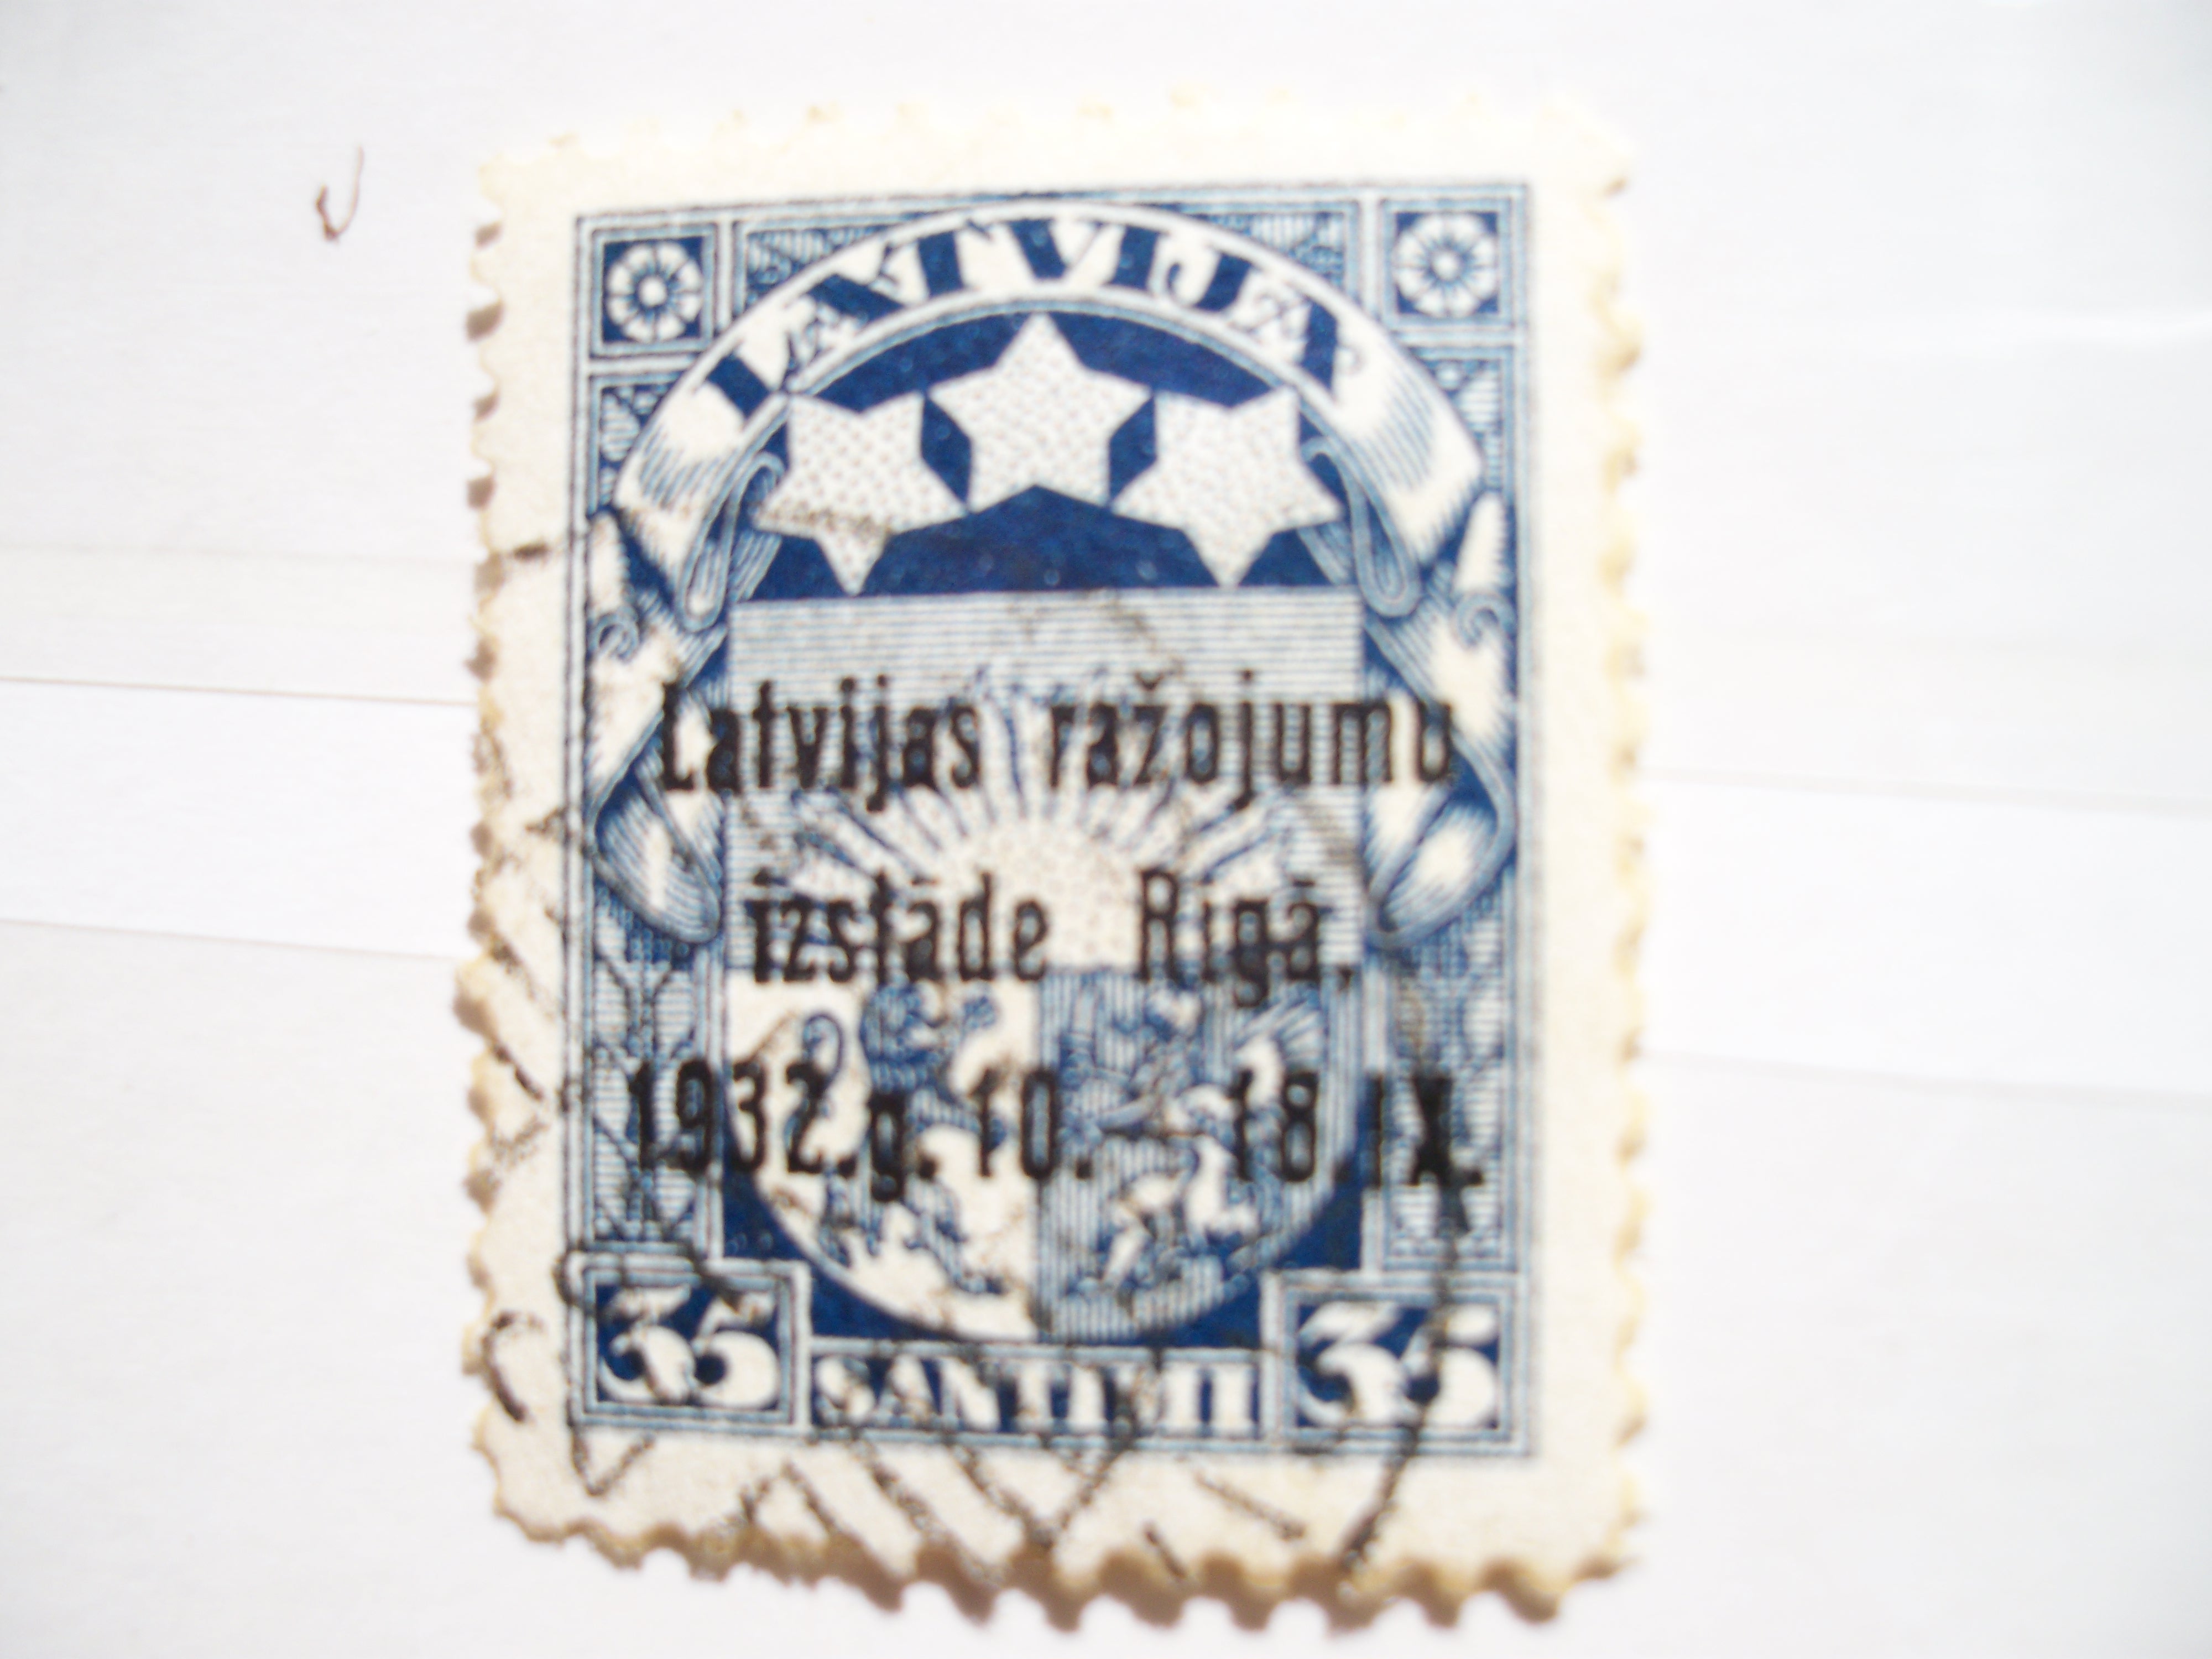 LATVIJA
Latvijas ražojumu
izstāde Rīgā,
1932.g.10. — 18.IX.
35 SANTIMI 35